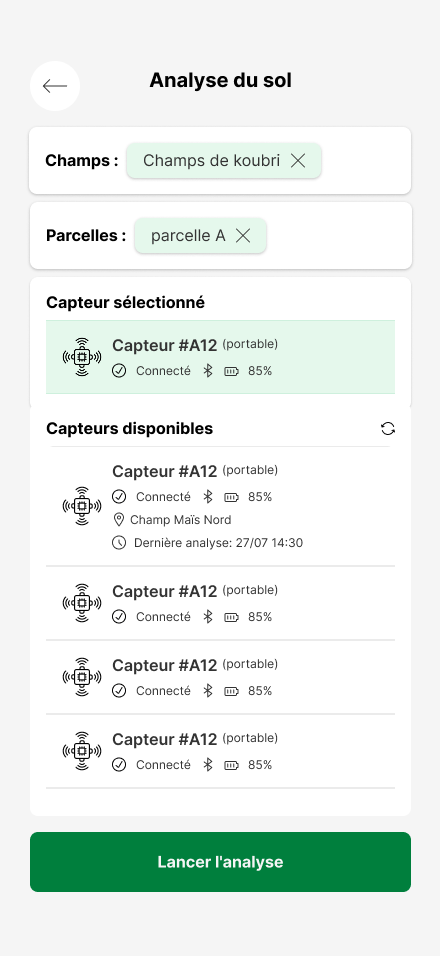 Analyse du sol
Champs : Champs de koubri
Parcelles : parcelle A
Capteur sélectionné
Capteur #A12 (portable)
Connecté 85%
Capteurs disponibles
Capteur #A12 (portable)
Connecté 85%
Champ Maïs Nord
Dernière analyse: 27/07 14:30
Capteur #A12 (portable)
Connecté 85%
Capteur #A12 (portable)
Connecté 85%
Capteur #A12 (portable)
Connecté 85%
Lancer l'analyse